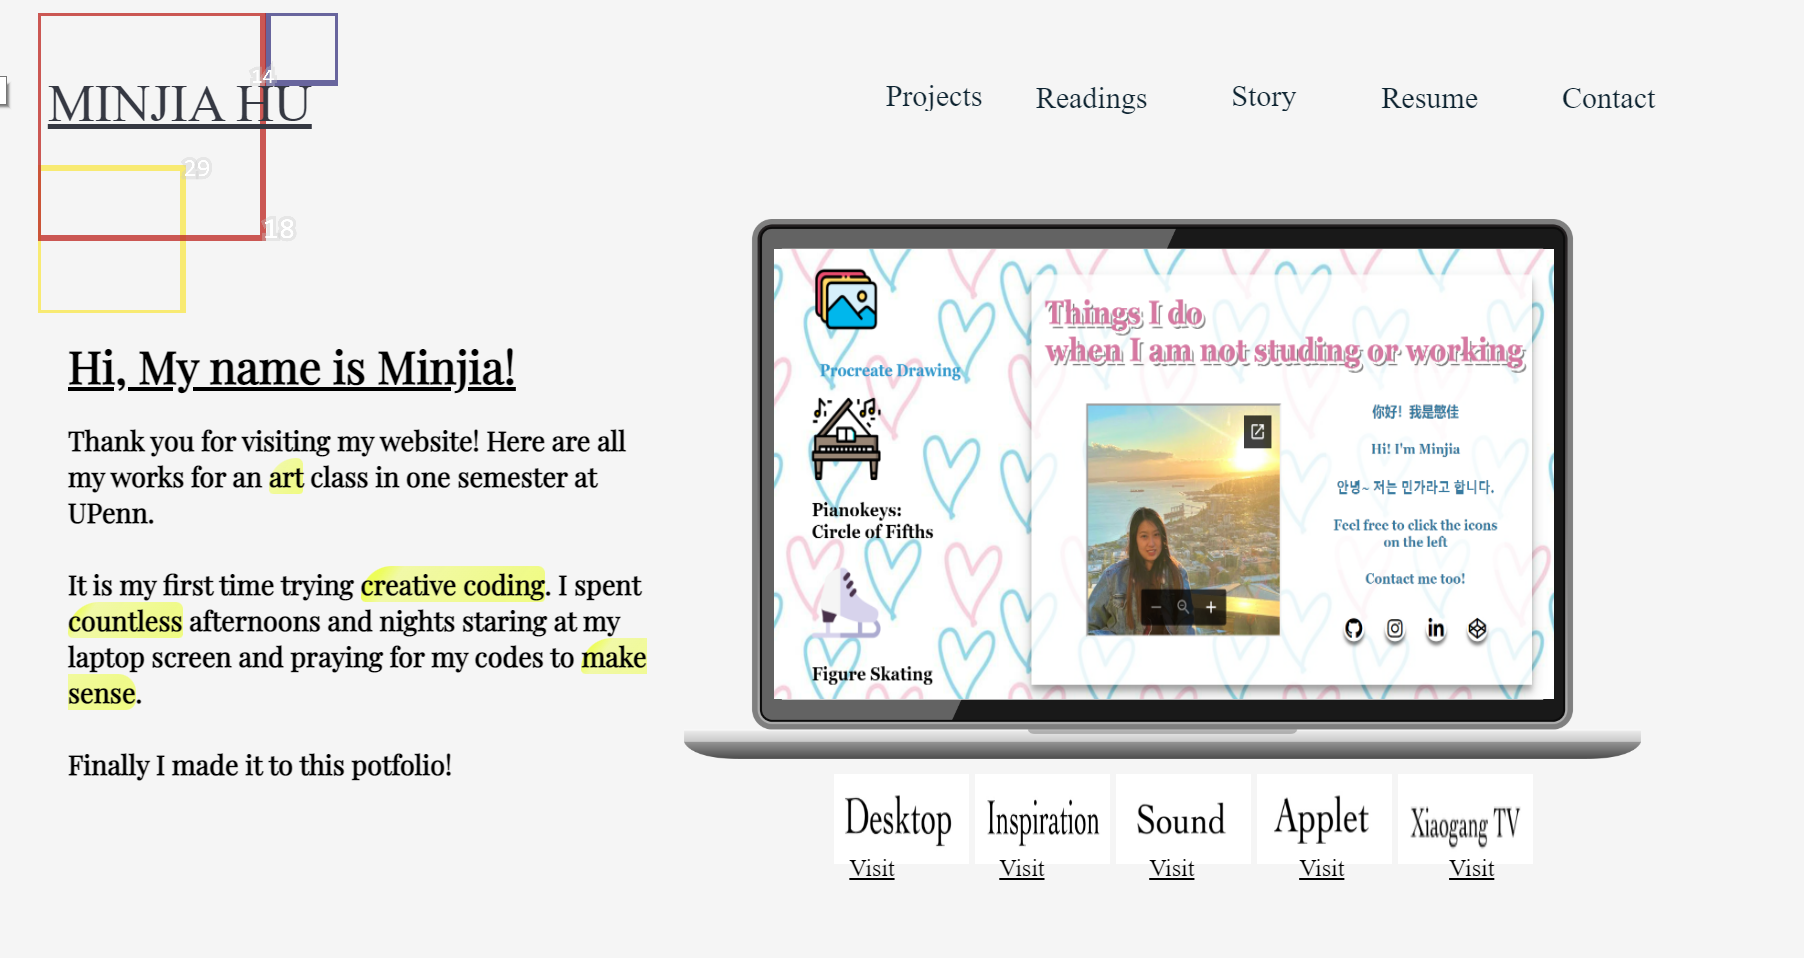 14
MINJIA HU
Projects
Readings
Story
Resume
Contact
29
18
Hi, My name is Minjia!
Thank you for visiting my website! Here are all
my works for an art class in one semester at
UPenn.
It is my first time trying creative coding. I spent
countless afternoons and nights staring at my
laptop screen and praying for my codes to make
sense.
Finally I made it to this potfolio!
Procreate Drawing
Pianokeys:
Circle of Fifths
Figure Skating
Things I do
when I am not studing or working
你好！我是愍佳
Hi! I'm Minjia
안녕~ 저는 민가라고 합니다.
Feel free to click the icons
on the left
Contact me too!
in
Desktop
Inspiration
Sound
Applet
Xiaogang TV
Visit
Visit
Visit
Visit
Visit